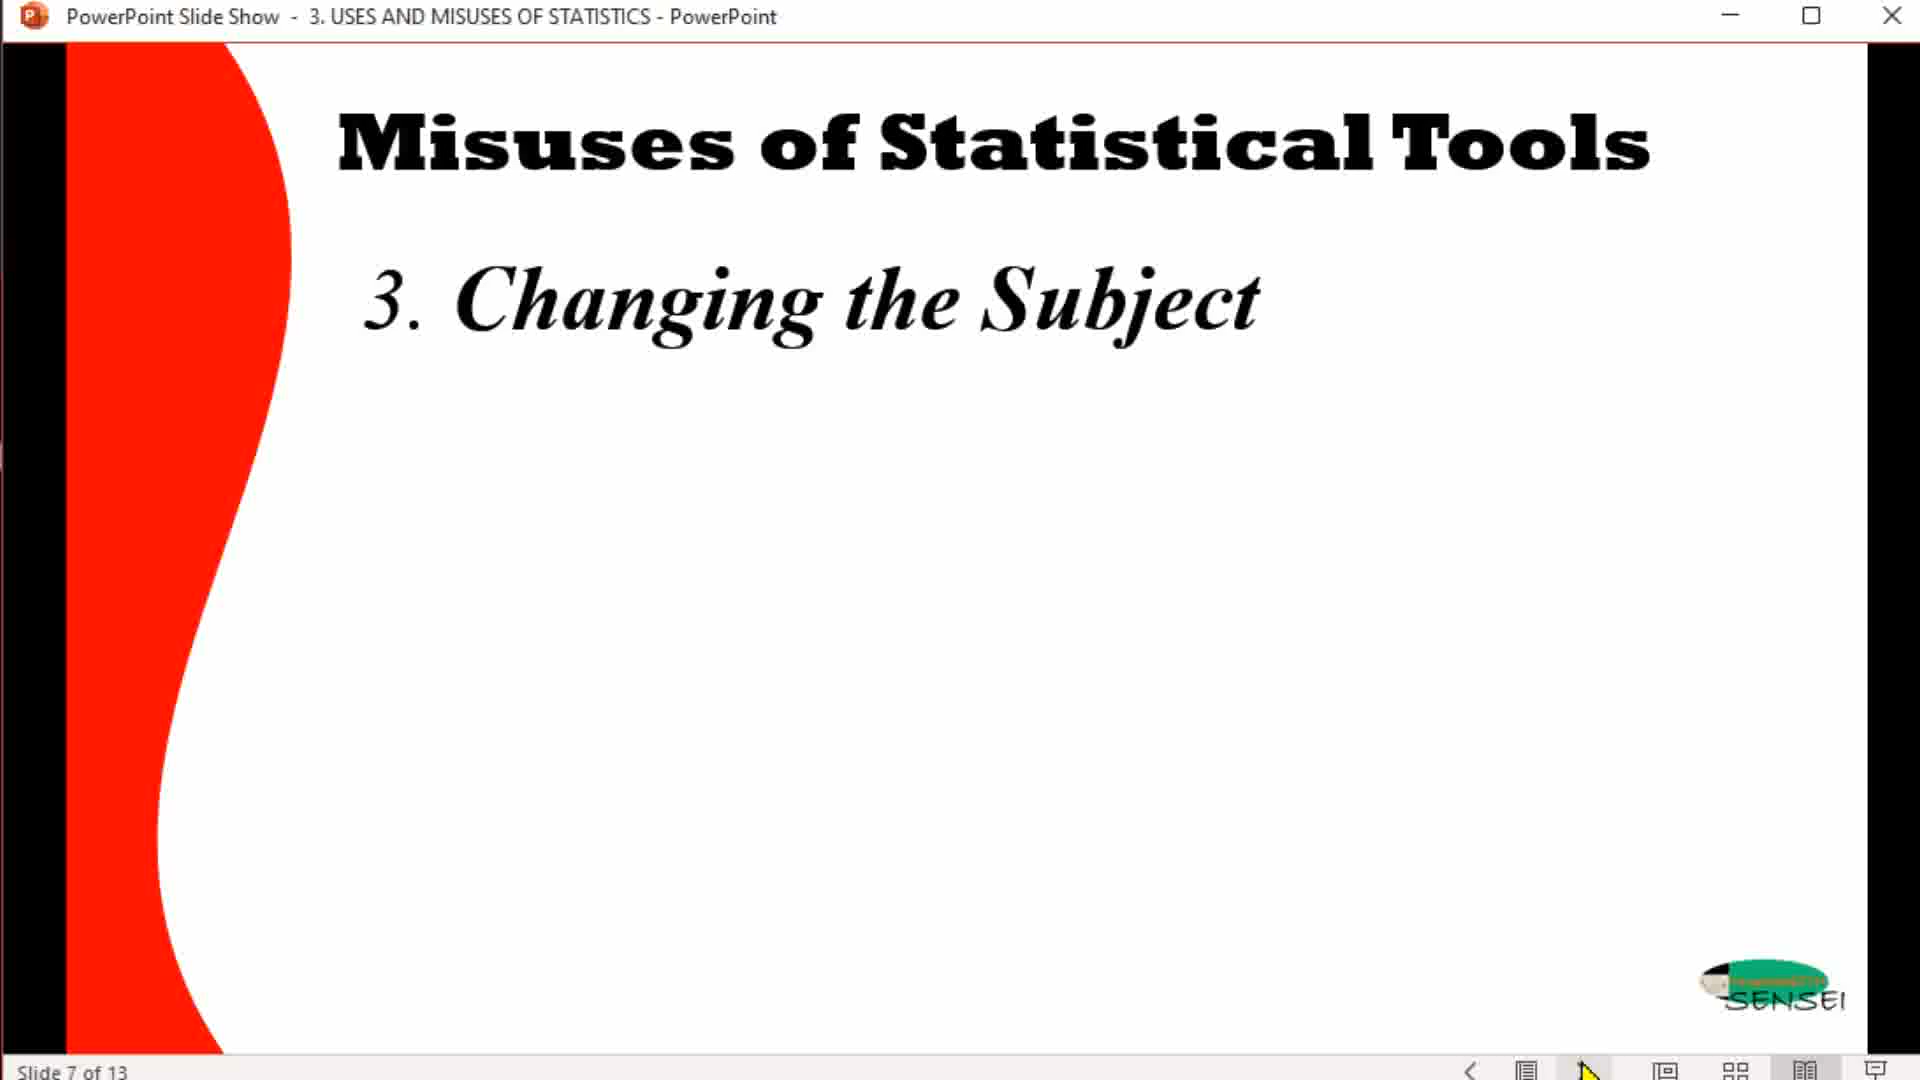 PowerPoint Slide Show - 3. USES AND MISUSES OF STATISTICS - PowerPoint
Misuses of Statistical Tools
3. Changing the Subject
SENSEI
Slide 7 of 13